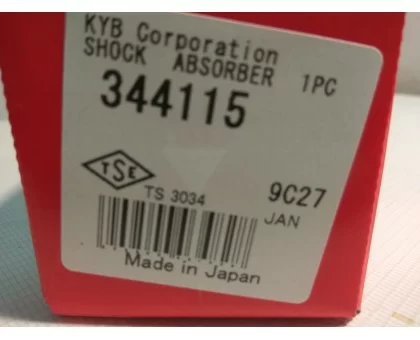 KYB Corporation
SHOCK ABSORBER 1PC
344115
TSE
TS 3034
9C27
JAN
Made in Japan